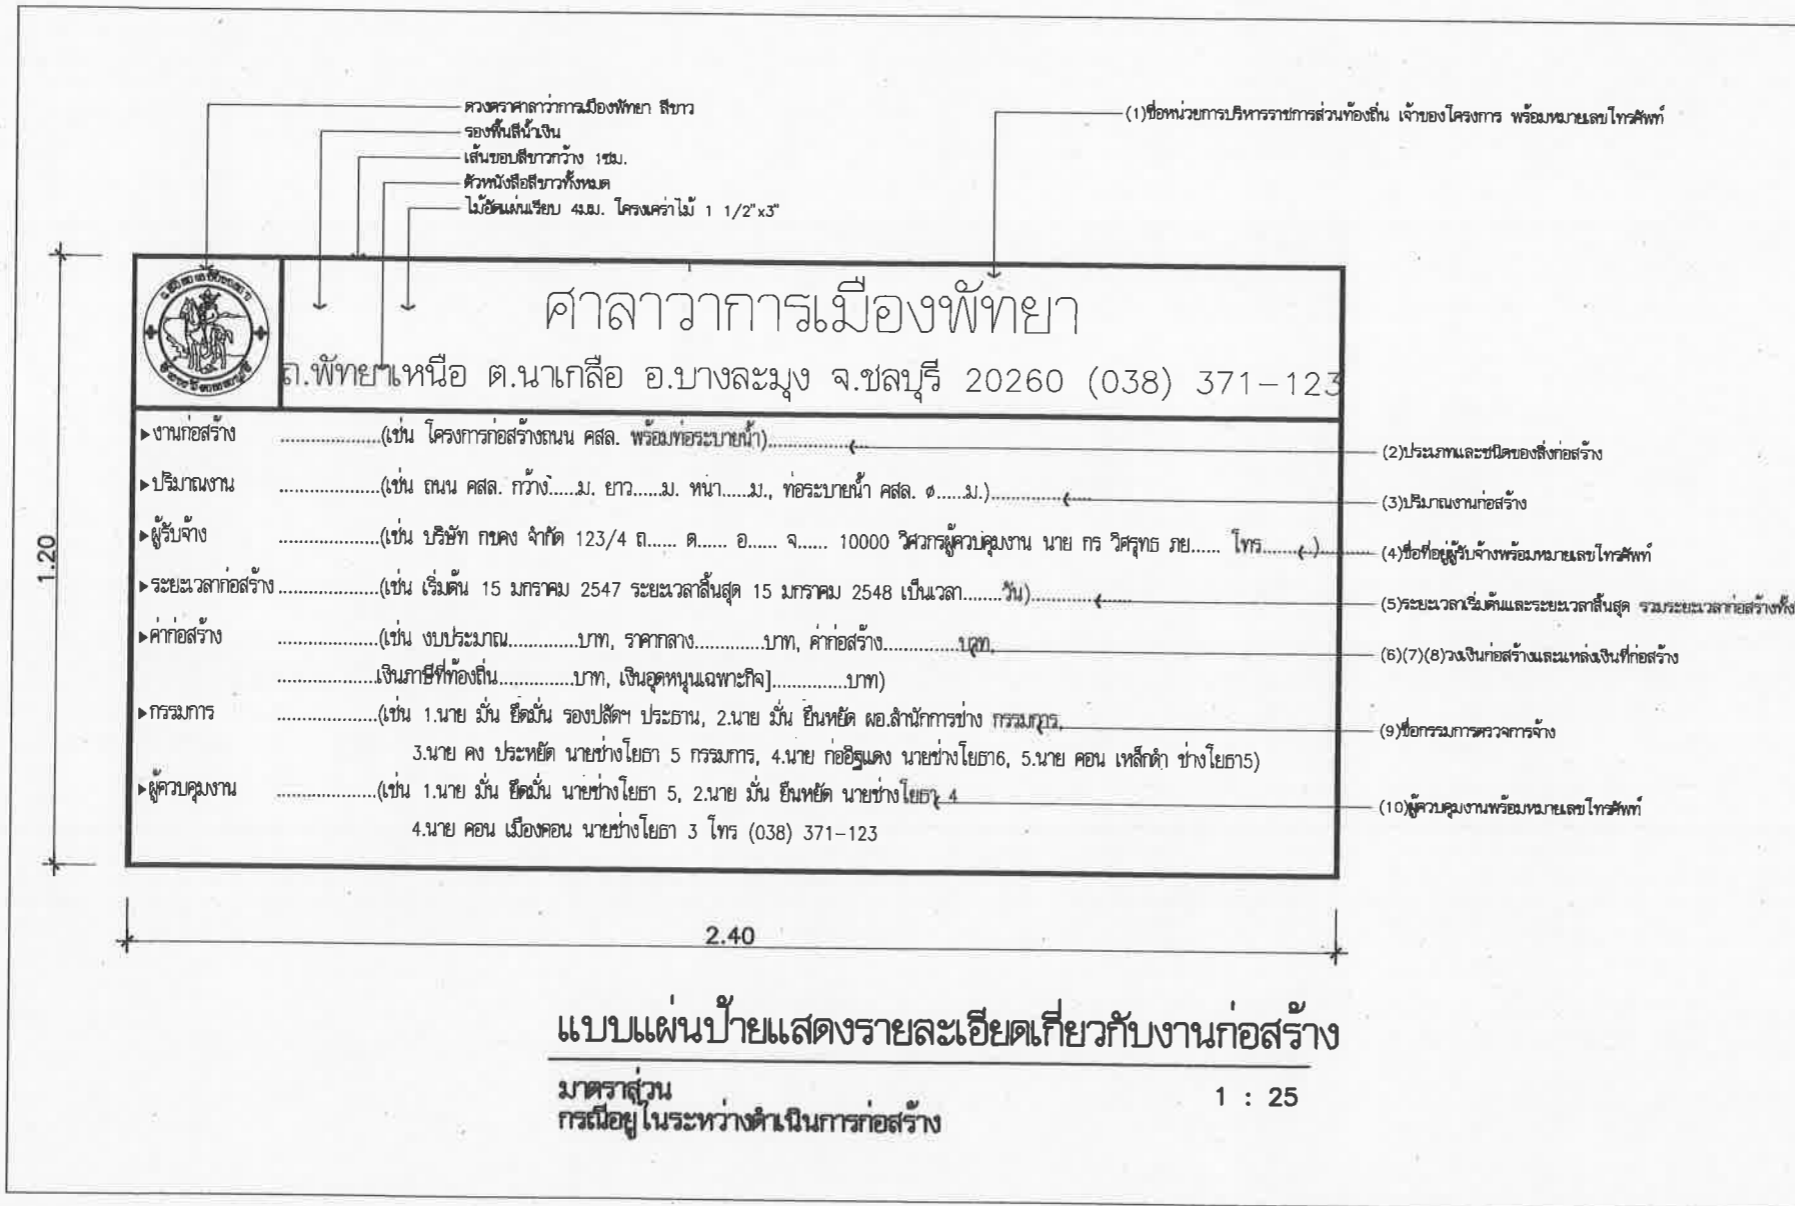 ดวงตราศาลาว่าการเมืองพัทยา สีขาว
รองพื้นสีน้ำเงิน
เส้นขอบสีขาวกว้าง 1ซม.
ตัวหนังสือสีขาวทั้งหมด
ไม้อัดแผ่นเรียบ 4มม. โครงเคร่าไม้ 1 1/2"x3"
(1)ชื่อหน่วยการบริหารราชการส่วนท้องถิ่น เจ้าของโครงการ พร้อมหมายเลขโทรศัพท์
ศาลาวาการเมืองพัทยา
ถ.พัทยาเหนือ ต.นาเกลือ อ.บางละมุง จ.ชลบุรี 20260 (038) 371-123
▸งานก่อสร้าง ...................(เช่น โครงการก่อสร้างถนน คสล. พร้อมท่อระบายน้ำ)...................
(2)ประเภทและชนิดของสิ่งก่อสร้าง
▸ปริมาณงาน ...................(เช่น ถนน คสล. กว้าง.....ม. ยาว.....ม. หนา.....ม., ท่อระบายน้ำ คสล. ø.....ม.)...................
(3)ปริมาณงานก่อสร้าง
▸ผู้รับจ้าง ...................(เช่น บริษัท กขคง จำกัด 123/4 ถ...... ต...... อ...... จ...... 10000 วิศวกรผู้ควบคุมงาน นาย กร วิศรุทธ ภย...... โทร.........)
(4)ชื่อที่อยู่ผู้รับจ้างพร้อมหมายเลขโทรศัพท์
▸ระยะเวลาก่อสร้าง ...................(เช่น เริ่มต้น 15 มกราคม 2547 ระยะเวลาสิ้นสุด 15 มกราคม 2548 เป็นเวลา........วัน)............
(5)ระยะเวลาเริ่มต้นและระยะเวลาสิ้นสุด รวมระยะเวลาก่อสร้างทั้ง
▸ค่าก่อสร้าง ...................(เช่น งบประมาณ.............บาท, ราคากลาง.............บาท, ค่าก่อสร้าง..............บาท,
(6)(7)(8)วงเงินก่อสร้างและแหล่งเงินที่ก่อสร้าง
...................เงินภาษีที่ท้องถิ่น..............บาท, เงินอุดหนุนเฉพาะกิจ]..............บาท)
▸กรรมการ ...................(เช่น 1.นาย มั่น ยึดมั่น รองปลัดฯ ประธาน, 2.นาย มั่น ยืนหยัด ผอ.สำนักการช่าง กรรมการ,
(9)ชื่อกรรมการตรวจการจ้าง
3.นาย คง ประหยัด นายช่างโยธา 5 กรรมการ, 4.นาย ก่ออิฐแดง นายช่างโยธา6, 5.นาย คอน เหล็กดำ ช่างโยธา5)
▸ผู้ควบคุมงาน ...................(เช่น 1.นาย มั่น ยึดมั่น นายช่างโยธา 5, 2.นาย มั่น ยืนหยัด นายช่างโยธา 4
(10)ผู้ควบคุมงานพร้อมหมายเลขโทรศัพท์
4.นาย คอน เมืองคอน นายช่างโยธา 3 โทร (038) 371-123
1.20
2.40
แบบแผ่นป้ายแสดงรายละเอียดเกี่ยวกับงานก่อสร้าง
มาตราส่วน 1 : 25
กรณีอยู่ในระหว่างดำเนินการก่อสร้าง